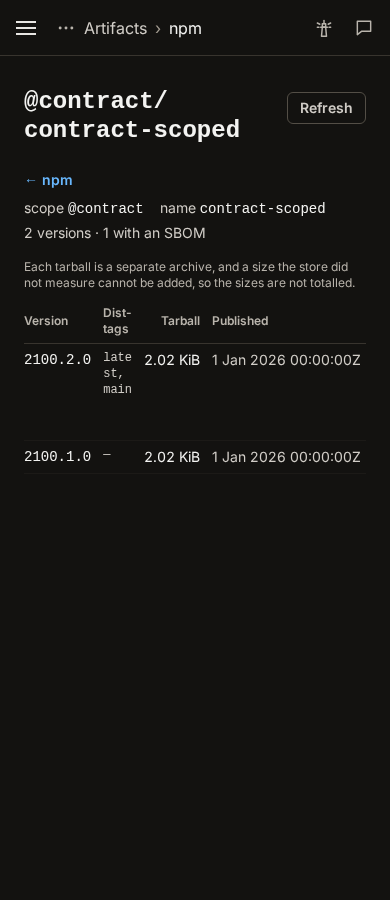 ··· Artifacts › npm
@contract/
contract-scoped
Refresh
← npm
scope @contract name contract-scoped
2 versions · 1 with an SBOM
Each tarball is a separate archive, and a size the store did
not measure cannot be added, so the sizes are not totalled.
Version Dist-tags Tarball Published
2100.2.0 latest, main 2.02 KiB 1 Jan 2026 00:00:00Z
2100.1.0 — 2.02 KiB 1 Jan 2026 00:00:00Z